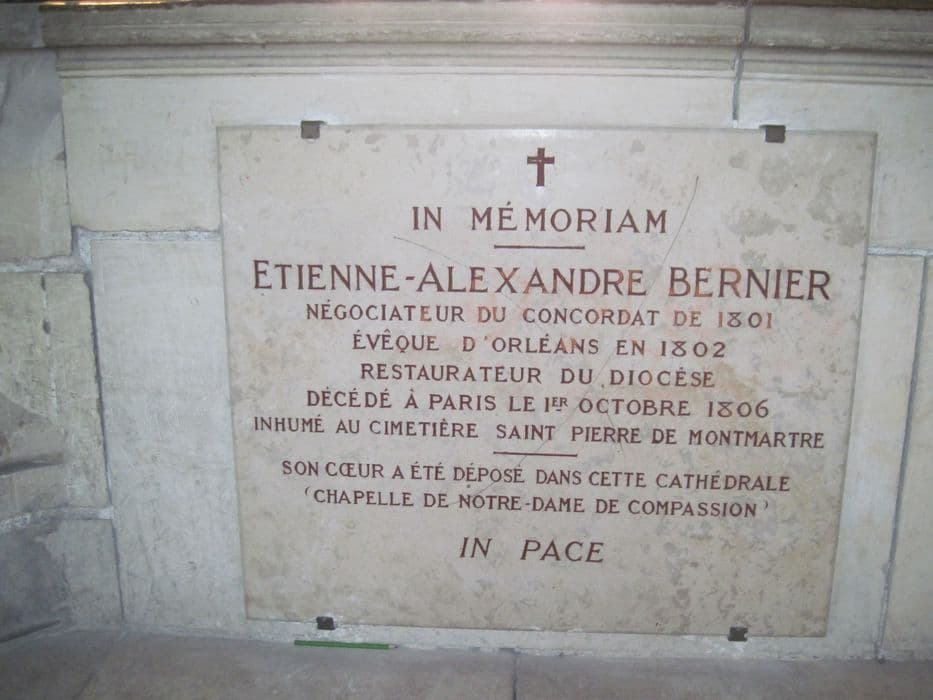 IN MÉMORIAM
ETIENNE-ALEXANDRE BERNIER
NÉGOCIATEUR DU CONCORDAT DE 1801
ÉVÊQUE D'ORLÉANS EN 1802
RESTAURATEUR DU DIOCÈSE
DÉCÉDÉ À PARIS LE 1ER OCTOBRE 1806
INHUMÉ AU CIMETIÈRE SAINT PIERRE DE MONTMARTRE
SON CŒUR A ÉTÉ DÉPOSÉ DANS CETTE CATHÉDRALE
(CHAPELLE DE NOTRE-DAME DE COMPASSION)
IN PACE